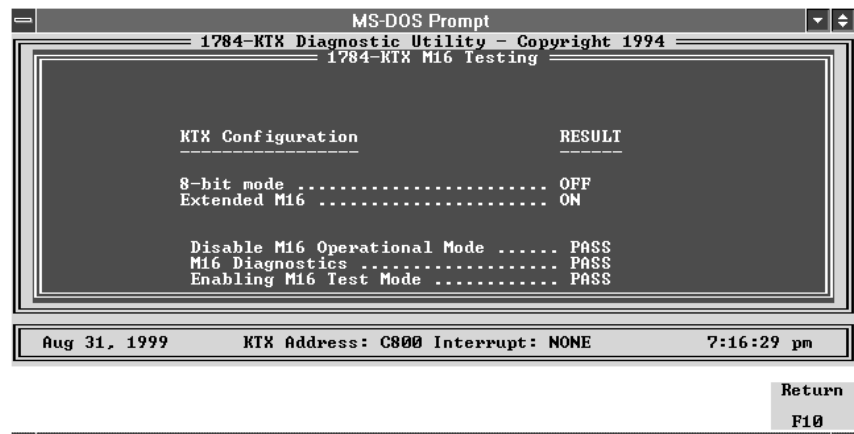 MS-DOS Prompt
1784-KTX Diagnostic Utility - Copyright 1994
1784-KTX M16 Testing
KTX Configuration RESULT
8-bit mode ........................ OFF
Extended M16 ...................... ON
Disable M16 Operational Mode ...... PASS
M16 Diagnostics ................... PASS
Enabling M16 Test Mode ............ PASS
Aug 31, 1999 KTX Address: C800 Interrupt: NONE 7:16:29 pm
Return
F10